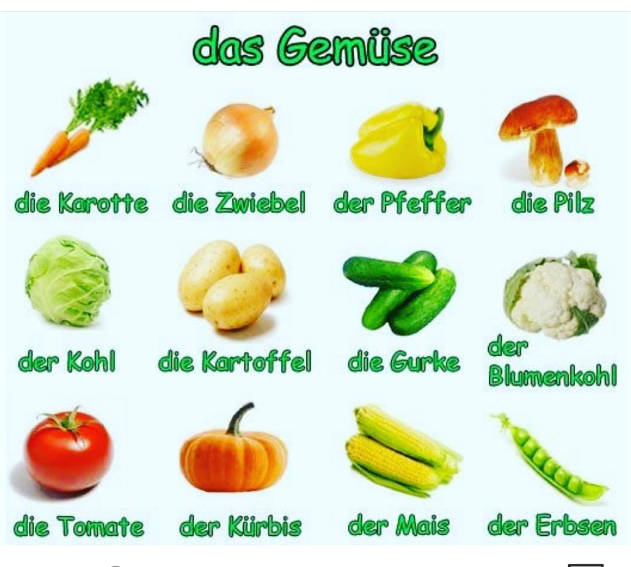 das Gemüse
die Karotte
die Zwiebel
der Pfeffer
die Pilz
der Kohl
die Kartoffel
die Gurke
der
Blumenkohl
die Tomate
der Kürbis
der Mais
der Erbsen